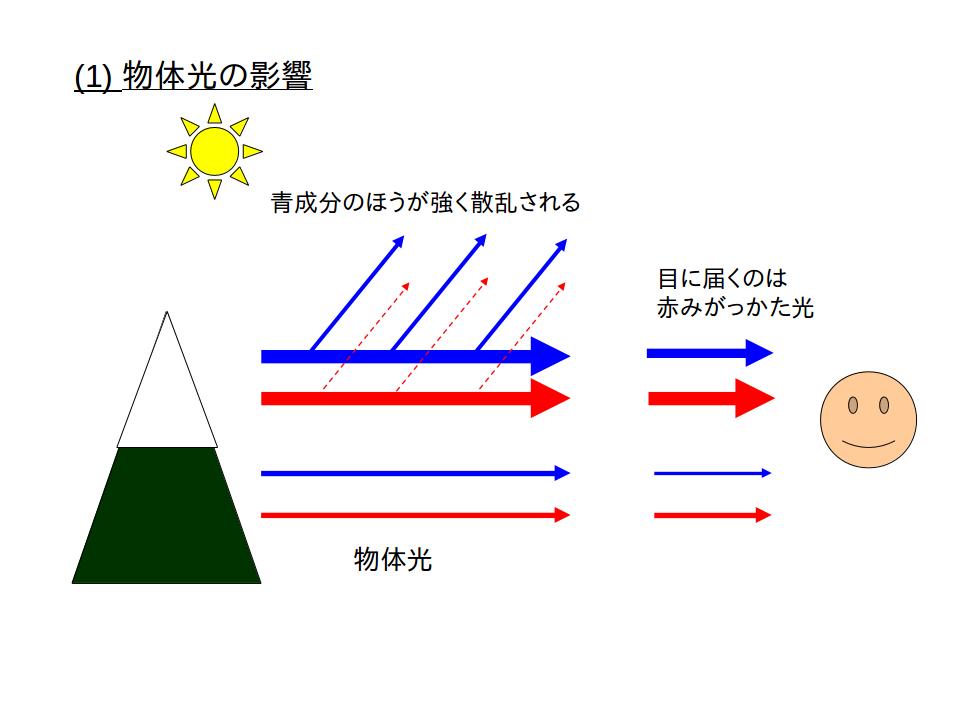 (1) 物体光の影響
青成分のほうが強く散乱される
目に届くのは
赤みがっかた光
物体光